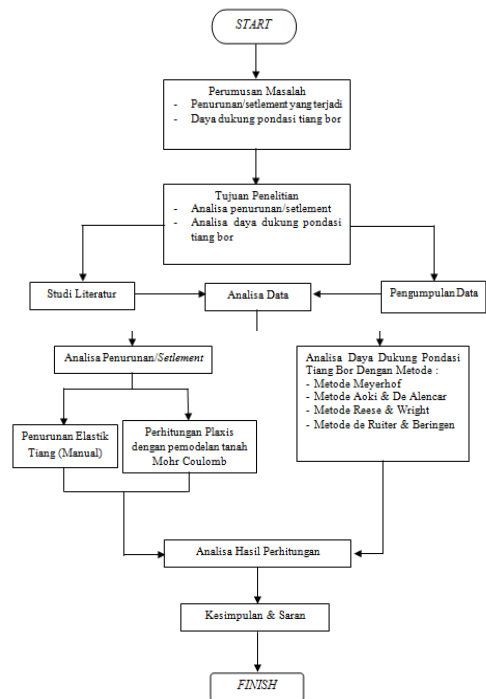 START
Perumusan Masalah
- Penurunan/setlement yang terjadi
- Daya dukung pondasi tiang bor
Tujuan Penelitian
- Analisa penurunan/setlement
- Analisa daya dukung pondasi
tiang bor
Studi Literatur
Analisa Data
Pengumpulan Data
Analisa Penurunan/Setlement
Analisa Daya Dukung Pondasi
Tiang Bor Dengan Metode :
- Metode Meyerhof
- Metode Aoki & De Alencar
- Metode Reese & Wright
- Metode de Ruiter & Beringen
Penurunan Elastik
Tiang (Manual)
Perhitungan Plaxis
dengan pemodelan tanah
Mohr Coulomb
Analisa Hasil Perhitungan
Kesimpulan & Saran
FINISH